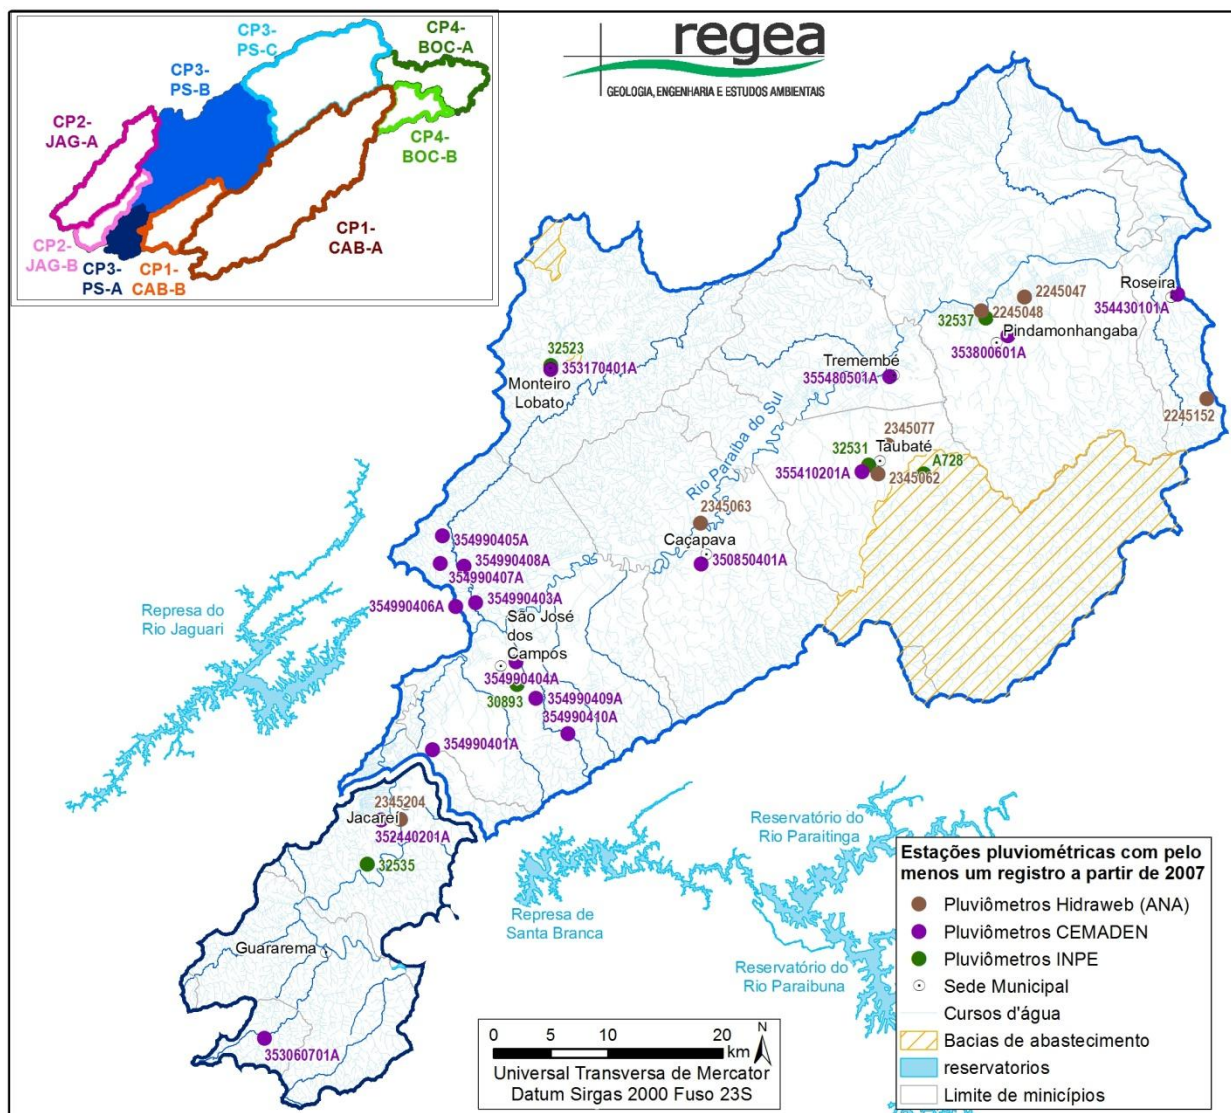 CP3-
PS-C
CP4-
BOC-A
CP3-
PS-B
CP2-
JAG-A
CP4-
BOC-B
CP1-
CAB-A
CP2-
JAG-B
CP3-
PS-A
CP1-
CAB-B
regea
GEOLOGIA, ENGENHARIA E ESTUDOS AMBIENTAIS
Roseira
354430101A
2245047
2245048
32537
Pindamonhangaba
353800601A
32523
353170401A
Monteiro
Lobato
Tremembé
355480501A
2245152
Rio Paraíba do Sul
2345077
Taubaté
32531
A728
355410201A
2345062
2345063
Caçapava
350850401A
354990405A
354990408A
354990407A
354990403A
354990406A
São José
dos
Campos
354990404A
30893
354990409A
354990410A
354990401A
Represa do
Rio Jaguari
2345204
Jacareí
352440201A
32535
Guararema
353060701A
Represa de
Santa Branca
Reservatório do
Rio Paraitinga
Reservatório do
Rio Paraibuna
0 5 10 20
km
N
Universal Transversa de Mercator
Datum Sirgas 2000 Fuso 23S
Estações pluviométricas com pelo
menos um registro a partir de 2007
Pluviômetros Hidraweb (ANA)
Pluviômetros CEMADEN
Pluviômetros INPE
Sede Municipal
Cursos d'água
Bacias de abastecimento
reservatorios
Limite de minicípios